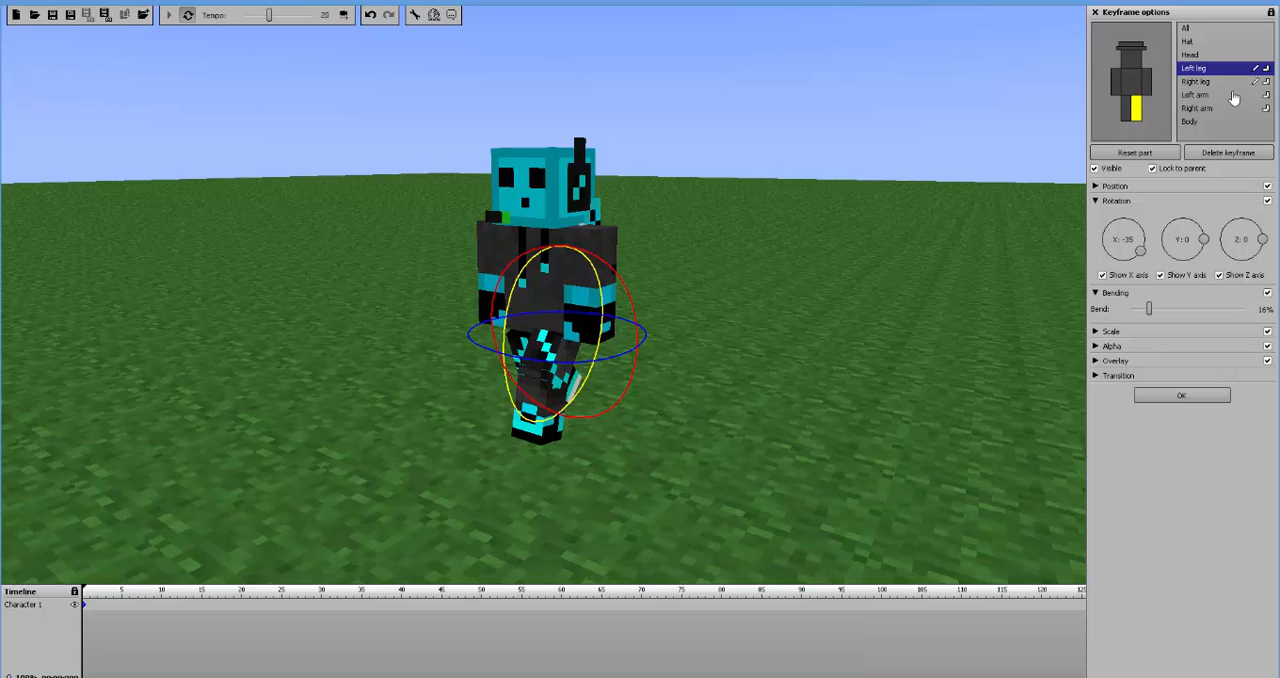 Tempo: 20
Keyframe options
All
Hat
Head
Left leg
Right leg
Left arm
Right arm
Body
Reset part Delete keyframe
Visible Lock to parent
Position
Rotation
X: -35 Y: 0 Z: 0
Show X axis Show Y axis Show Z axis
Bending
Bend: 16%
Scale
Alpha
Overlay
Transition
OK
Timeline 5 10 15 20 25 30 35 40 45 50 55 60 65 70 75 80 85 90 95 100 105 110 115 120 125
Character 1